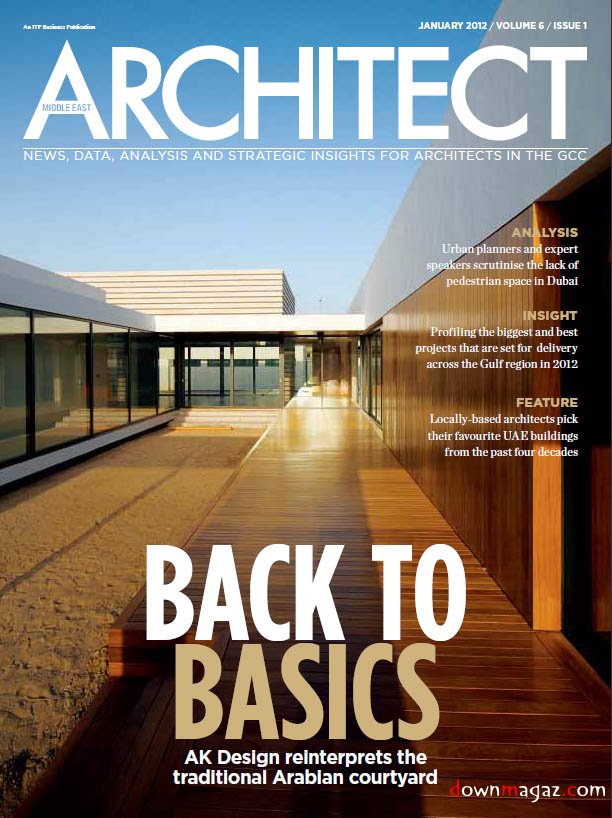 An ITP Business Publication
JANUARY 2012 / VOLUME 6 / ISSUE 1
MIDDLE EAST
ARCHITECT
NEWS, DATA, ANALYSIS AND STRATEGIC INSIGHTS FOR ARCHITECTS IN THE GCC
ANALYSIS
Urban planners and expert
speakers scrutinise the lack of
pedestrian space in Dubai
INSIGHT
Profiling the biggest and best
projects that are set for delivery
across the Gulf region in 2012
FEATURE
Locally-based architects pick
their favourite UAE buildings
from the past four decades
BACK TO
BASICS
AK Design reinterprets the
traditional Arabian courtyard
downmagaz.com